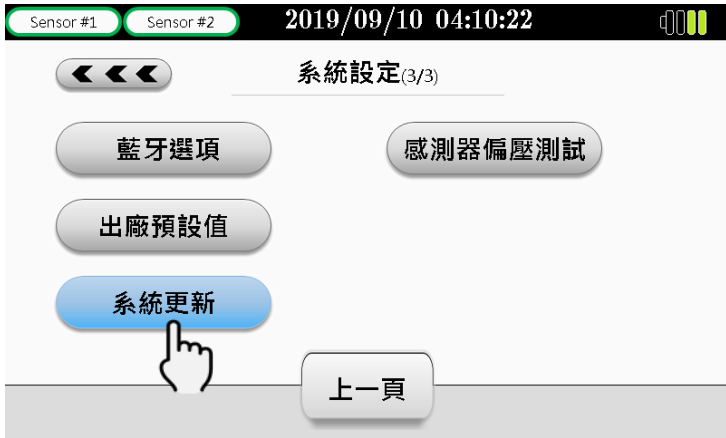 Sensor #1 Sensor #2 2019/09/10 04:10:22
系統設定(3/3)
藍牙選項 感測器偏壓測試
出廠預設值
系統更新
上一頁